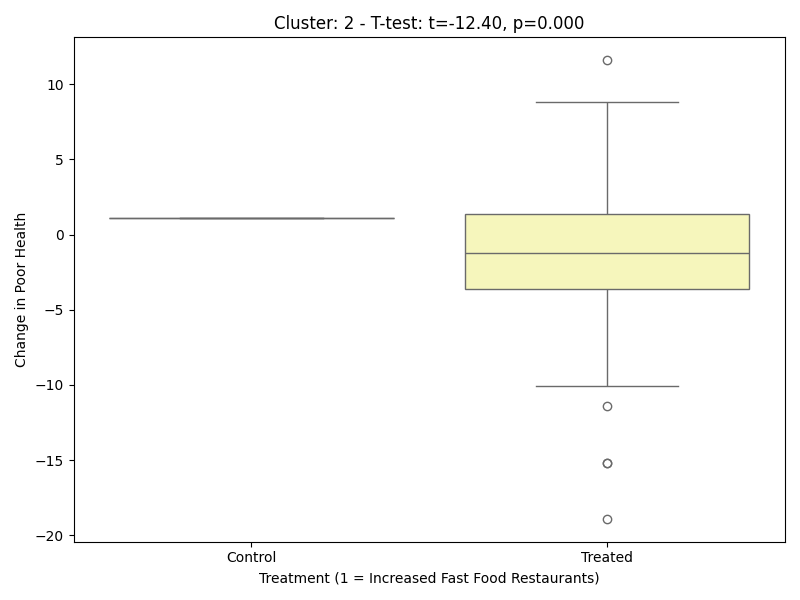 Cluster: 2 - T-test: t=-12.40, p=0.000
Change in Poor Health
10
5
0
−5
−10
−15
−20
Control
Treated
Treatment (1 = Increased Fast Food Restaurants)